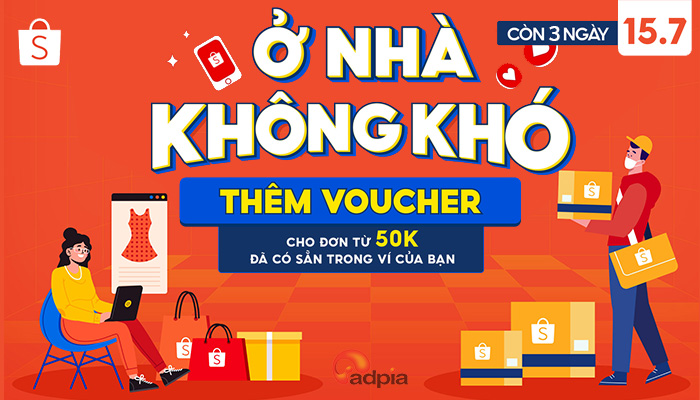 S
CÒN 3 NGÀY
15.7
Ở NHÀ
KHÔNG KHÓ
THÊM VOUCHER
CHO ĐƠN TỪ 50K
ĐÃ CÓ SẴN TRONG VÍ CỦA BẠN
S
S
S
S
S
S
S
adpia